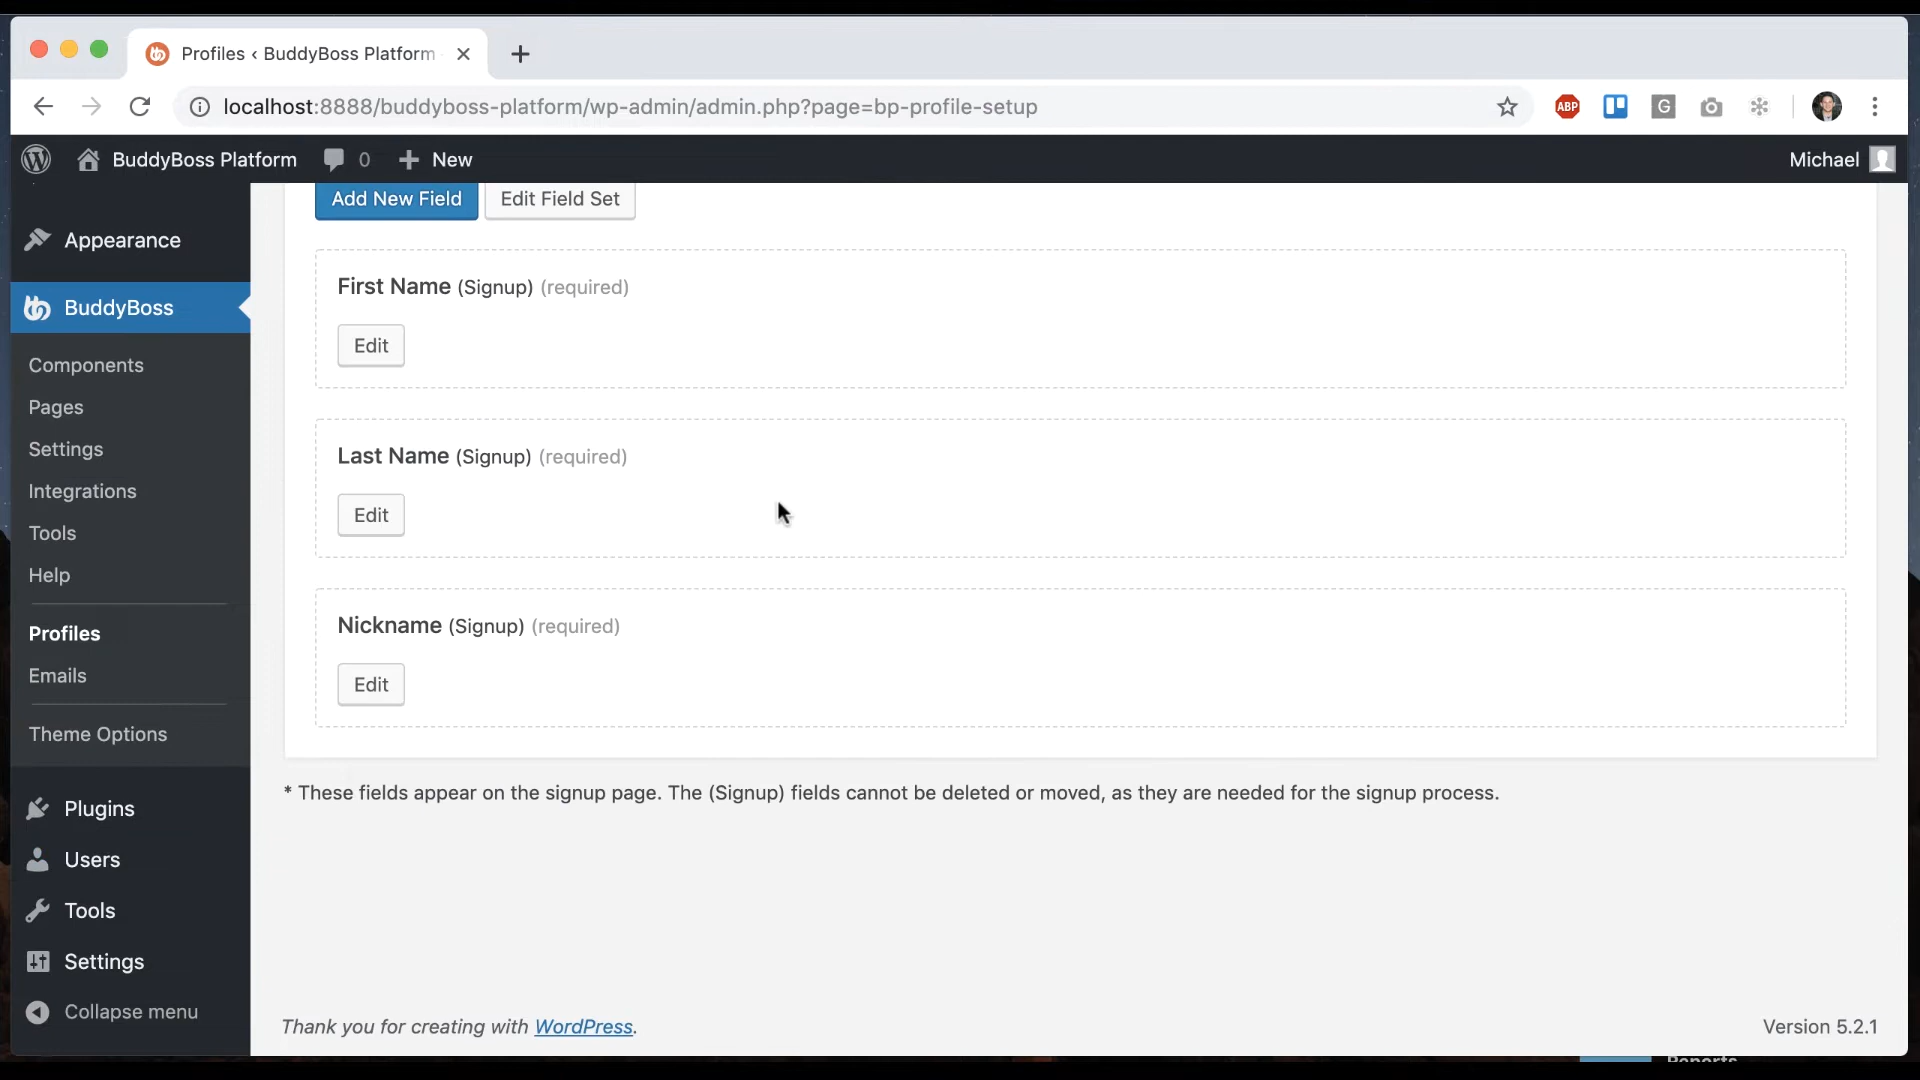 Profiles ‹ BuddyBoss Platform
localhost:8888/buddyboss-platform/wp-admin/admin.php?page=bp-profile-setup
ABP
G
BuddyBoss Platform 0 New
Michael
Add New Field
Edit Field Set
Appearance
BuddyBoss
Components
Pages
Settings
Integrations
Tools
Help
Profiles
Emails
Theme Options
Plugins
Users
Tools
Settings
Collapse menu
First Name (Signup) (required)
Edit
Last Name (Signup) (required)
Edit
Nickname (Signup) (required)
Edit
* These fields appear on the signup page. The (Signup) fields cannot be deleted or moved, as they are needed for the signup process.
Thank you for creating with WordPress.
Version 5.2.1
Reports